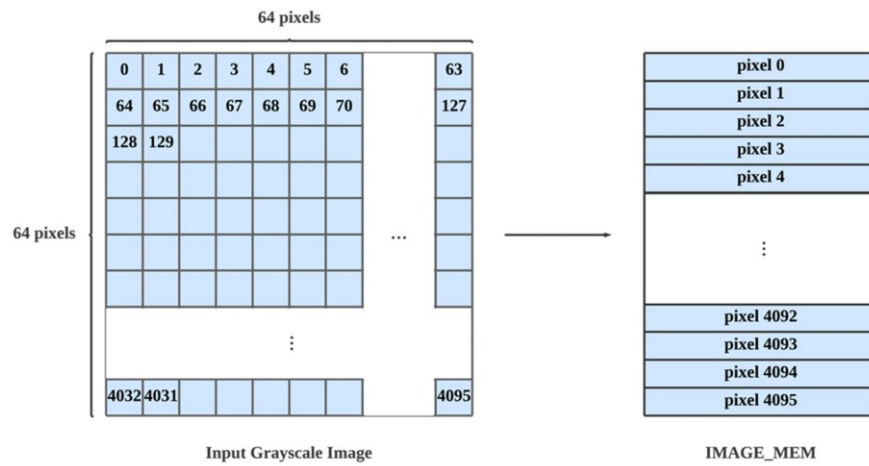 64 pixels
0 1 2 3 4 5 6 63
64 65 66 67 68 69 70 127
128 129
64 pixels
...
⋮
4032 4031 4095
Input Grayscale Image
pixel 0
pixel 1
pixel 2
pixel 3
pixel 4
⋮
pixel 4092
pixel 4093
pixel 4094
pixel 4095
IMAGE_MEM